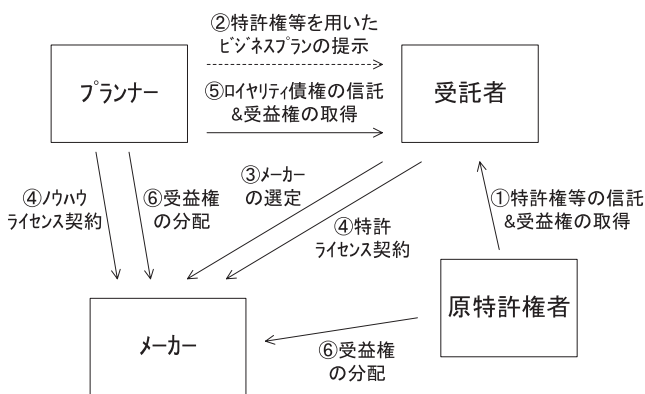 ②特許権等を用いた
ﾋﾞｼﾞﾈｽﾌﾟﾗﾝの提示
ﾌﾟﾗﾝﾅｰ
受託者
⑤ﾛｲﾔﾘﾃｨ債権の信託
&受益権の取得
③ﾒｰｶｰ
の選定
④ﾉｳﾊｳ
ﾗｲｾﾝｽ契約
⑥受益権
の分配
①特許権等の信託
&受益権の取得
④特許
ﾗｲｾﾝｽ契約
原特許権者
ﾒｰｶｰ
⑥受益権
の分配